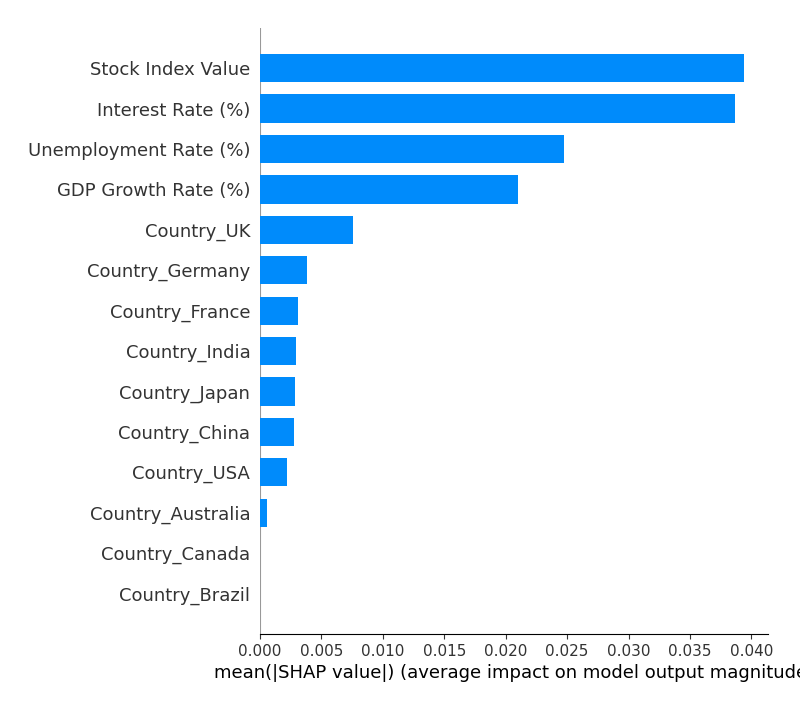 Stock Index Value
Interest Rate (%)
Unemployment Rate (%)
GDP Growth Rate (%)
Country_UK
Country_Germany
Country_France
Country_India
Country_Japan
Country_China
Country_USA
Country_Australia
Country_Canada
Country_Brazil
0.000 0.005 0.010 0.015 0.020 0.025 0.030 0.035 0.040
mean(|SHAP value|) (average impact on model output magnitude